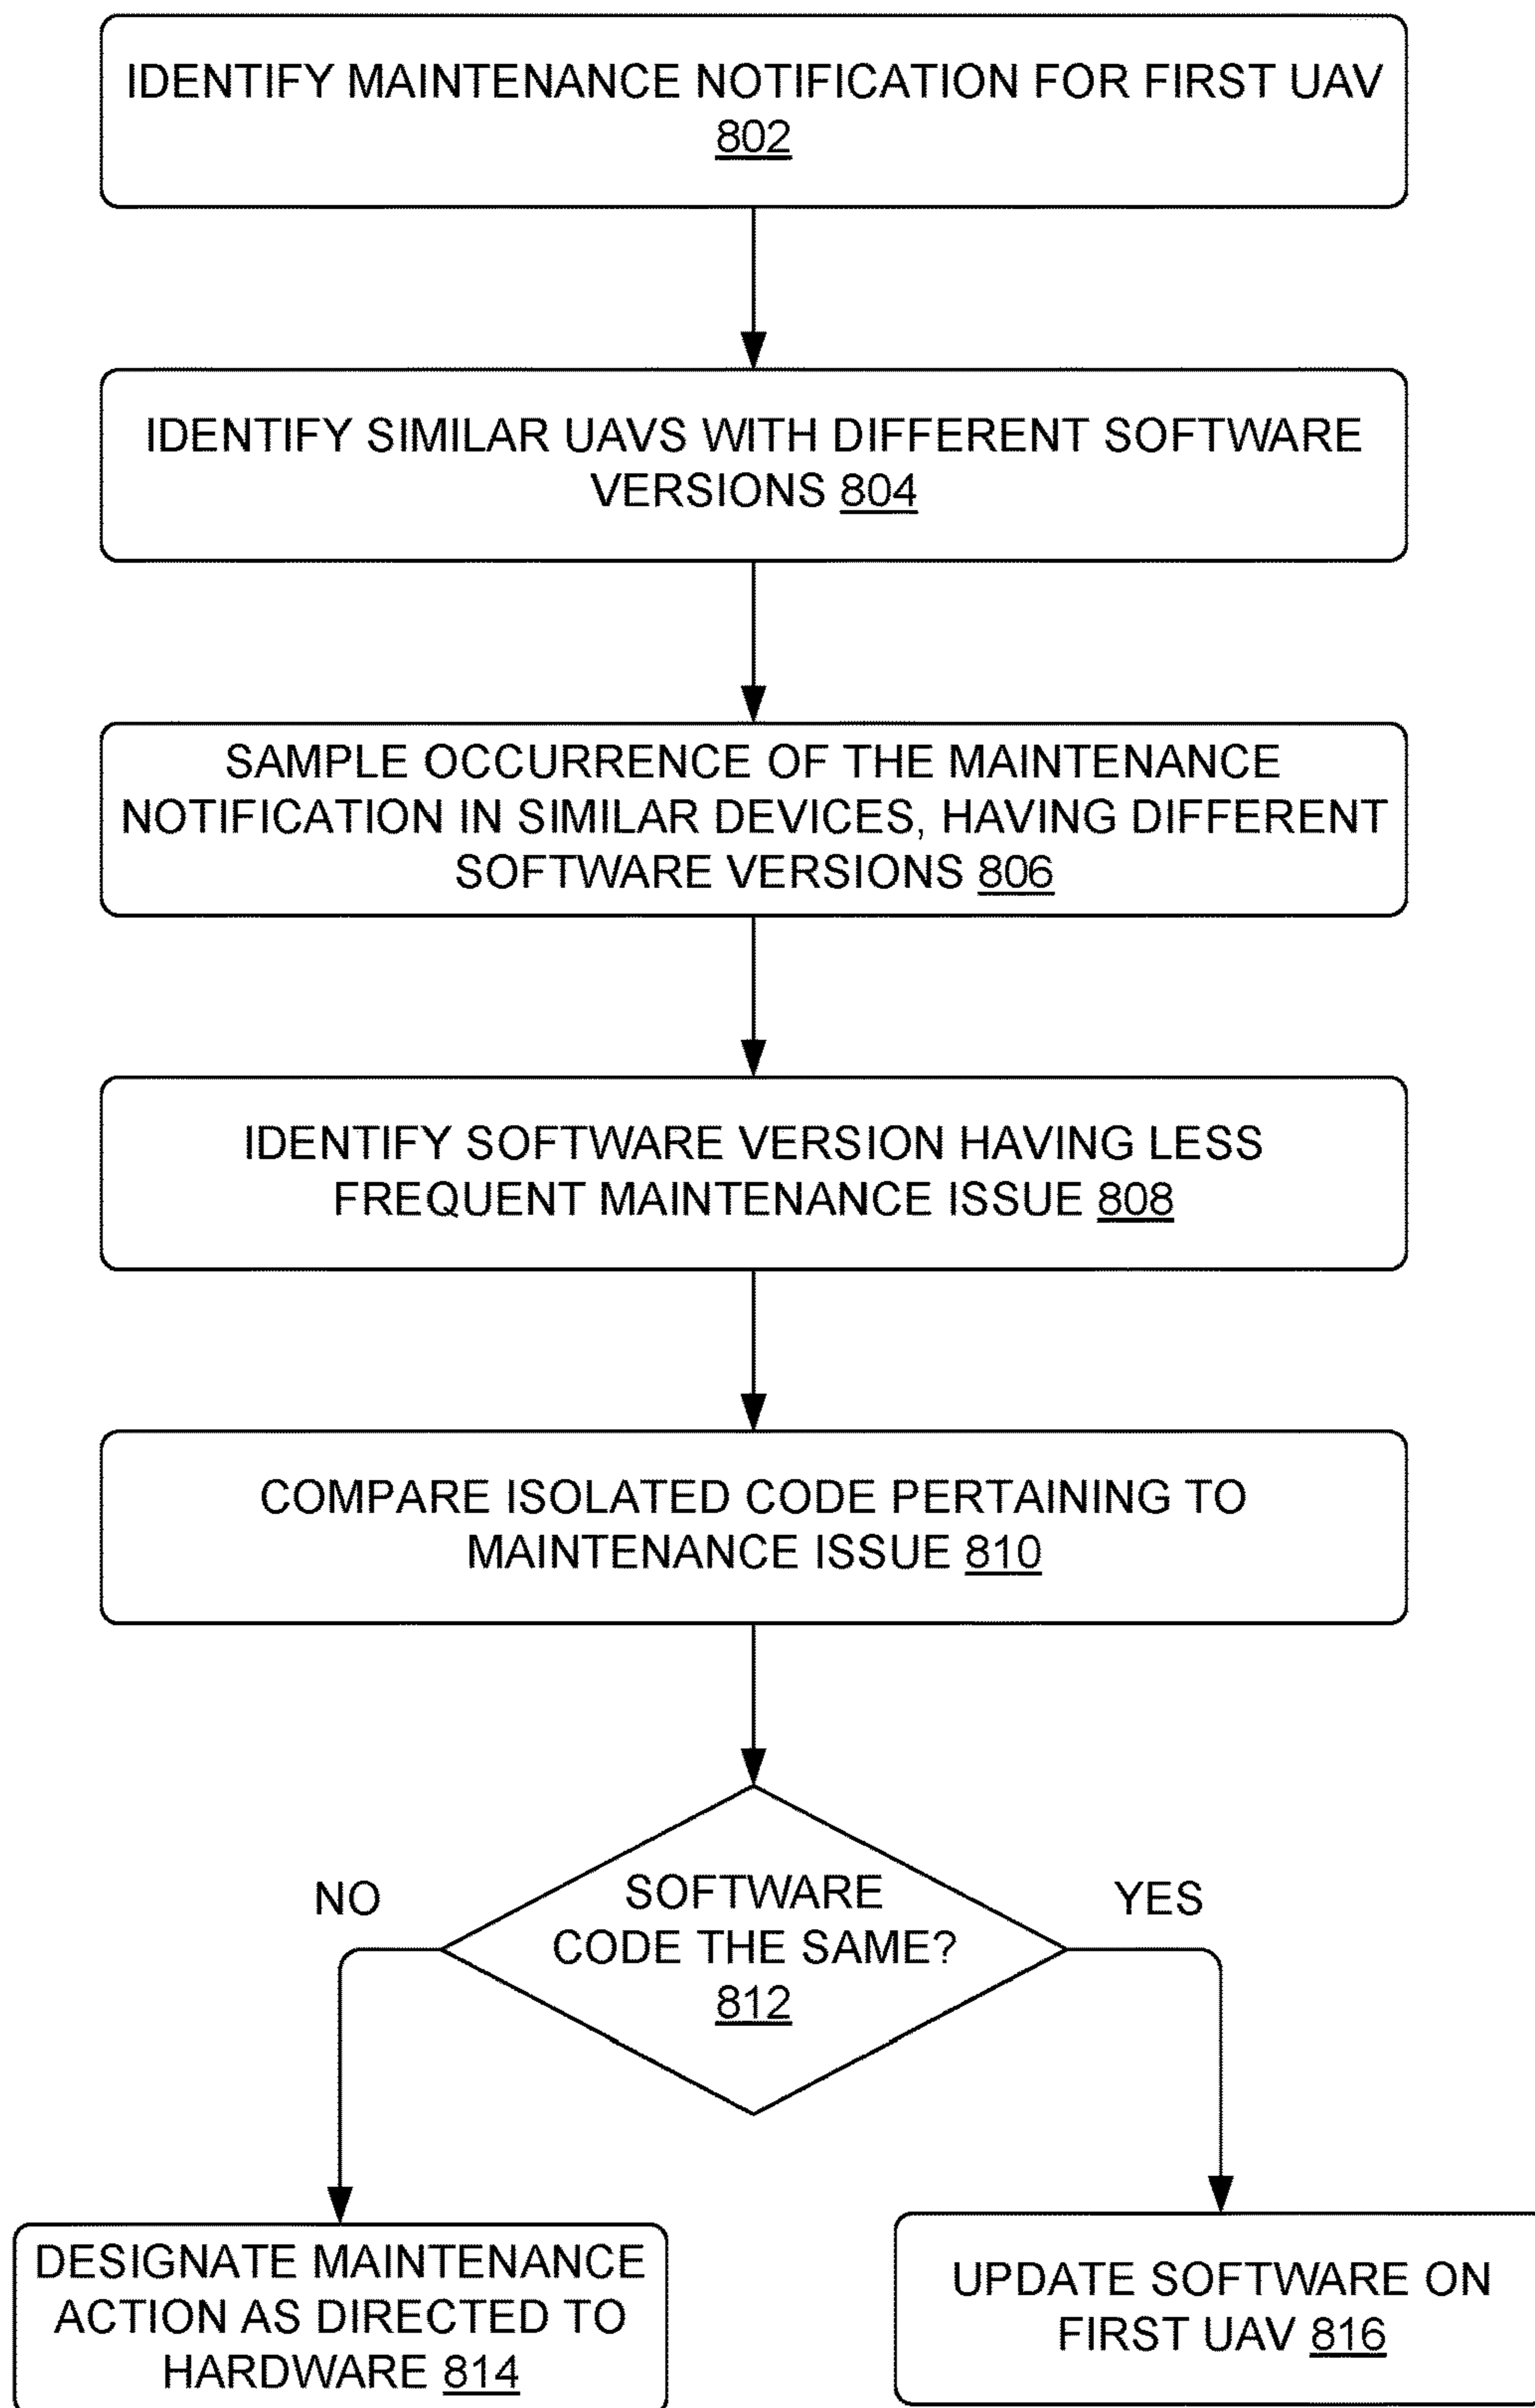 IDENTIFY MAINTENANCE NOTIFICATION FOR FIRST UAV
802
IDENTIFY SIMILAR UAVS WITH DIFFERENT SOFTWARE
VERSIONS 804
SAMPLE OCCURRENCE OF THE MAINTENANCE
NOTIFICATION IN SIMILAR DEVICES, HAVING DIFFERENT
SOFTWARE VERSIONS 806
IDENTIFY SOFTWARE VERSION HAVING LESS
FREQUENT MAINTENANCE ISSUE 808
COMPARE ISOLATED CODE PERTAINING TO
MAINTENANCE ISSUE 810
NO
SOFTWARE
CODE THE SAME?
812
YES
DESIGNATE MAINTENANCE
ACTION AS DIRECTED TO
HARDWARE 814
UPDATE SOFTWARE ON
FIRST UAV 816